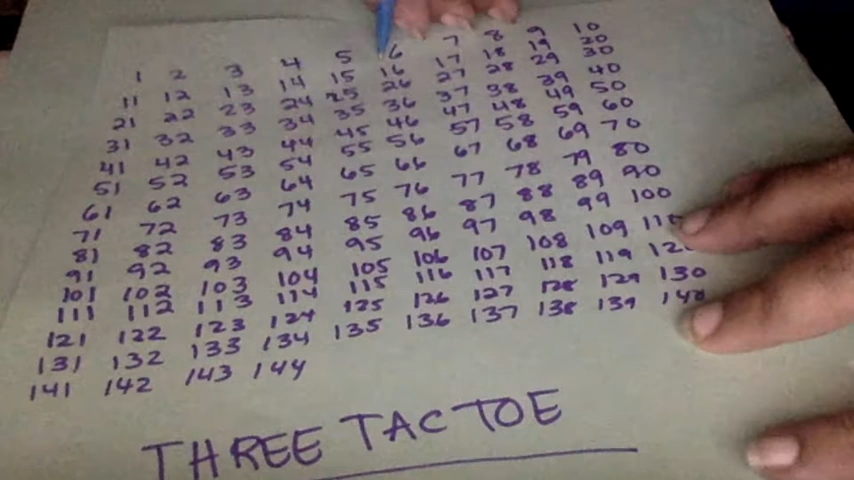 1 2 3 4 5 6 7 8 9 10
11 12 13 14 15 16 17 18 19 20
21 22 23 24 25 26 27 28 29 30
31 32 33 34 35 36 37 38 39 40
41 42 43 44 45 46 47 48 49 50
51 52 53 54 55 56 57 58 59 60
61 62 63 64 65 66 67 68 69 70
71 72 73 74 75 76 77 78 79 80
81 82 83 84 85 86 87 88 89 90
91 92 93 94 95 96 97 98 99 100
101 102 103 104 105 106 107 108 109
111 112 113 114 115 116 117 118 119
121 122 123 124 125 126 127 128 129 130
131 132 133 134 135 136 137 138 139 140
141 142 143 144
THREE TAC TOE